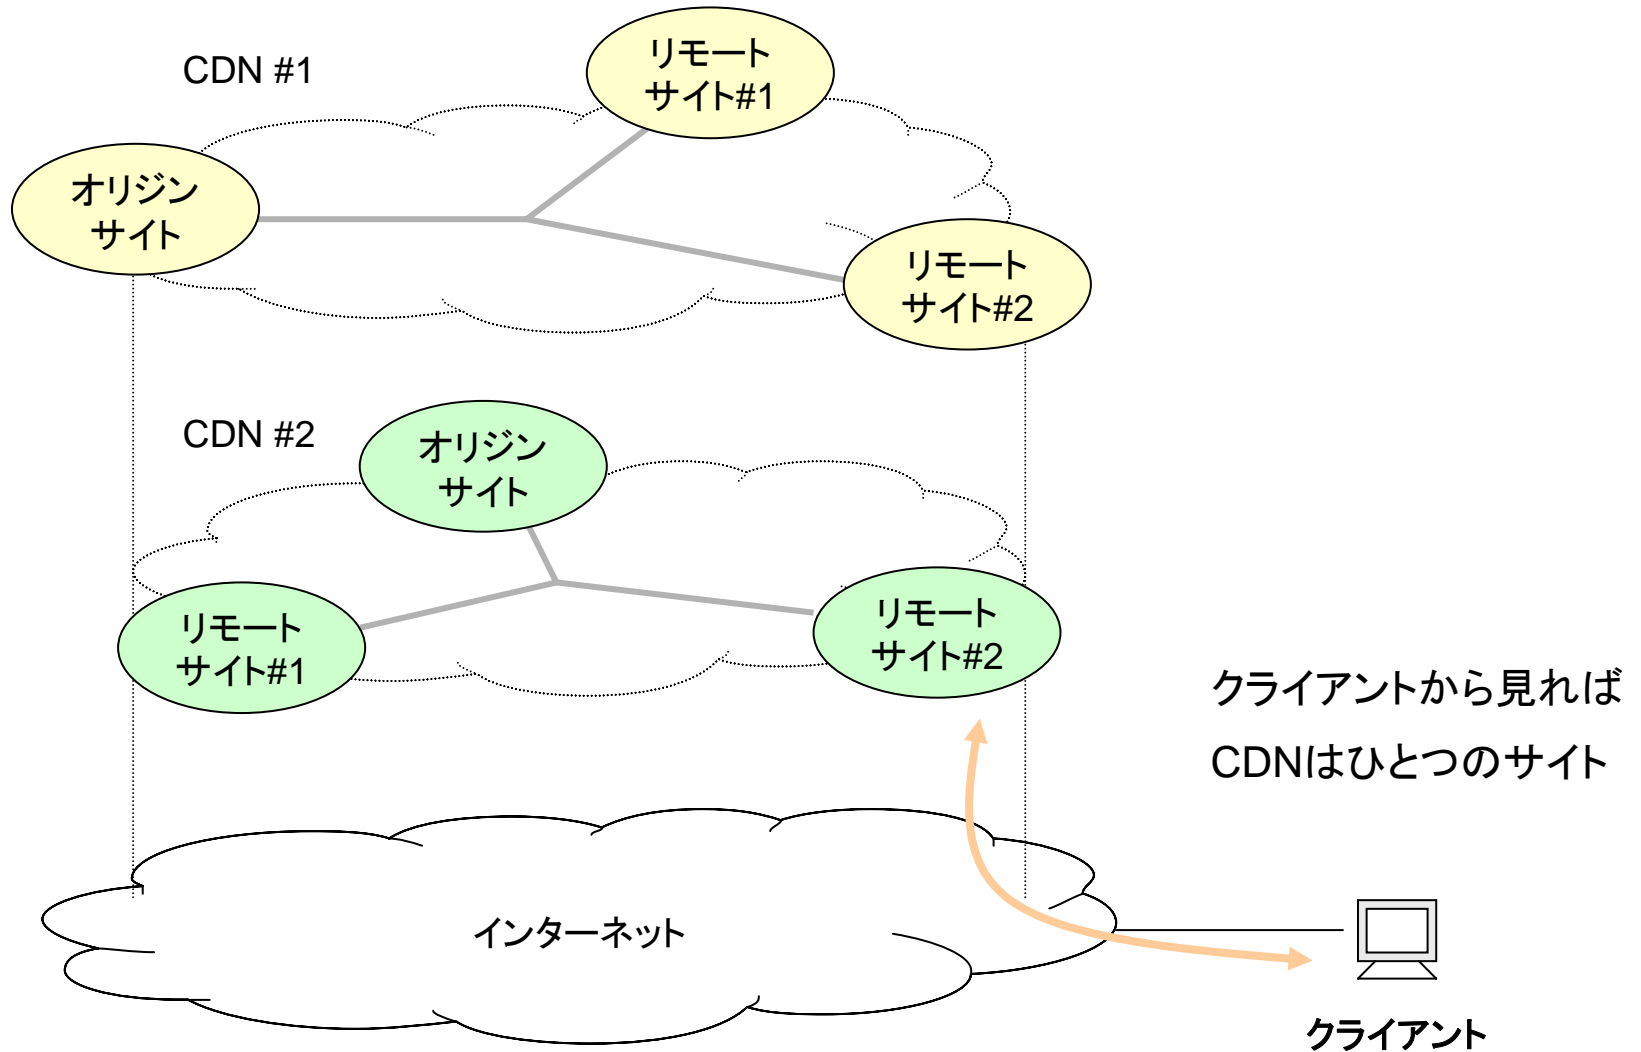 CDN #1
リモート
サイト#1
オリジン
サイト
リモート
サイト#2
CDN #2
オリジン
サイト
リモート
サイト#1
リモート
サイト#2
クライアントから見れば
CDNはひとつのサイト
インターネット
クライアント